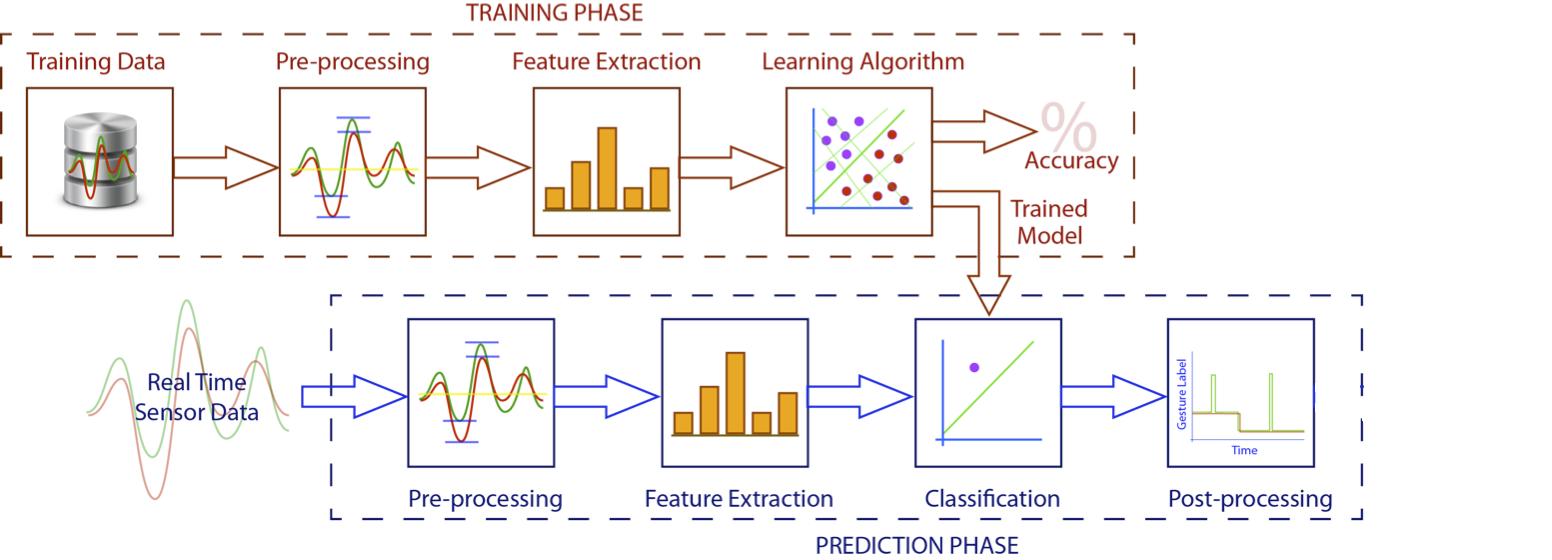 TRAINING PHASE
Training Data
Pre-processing
Feature Extraction
Learning Algorithm
%
Accuracy
Trained
Model
Real Time
Sensor Data
Gesture Label
Time
Pre-processing
Feature Extraction
Classification
Post-processing
PREDICTION PHASE